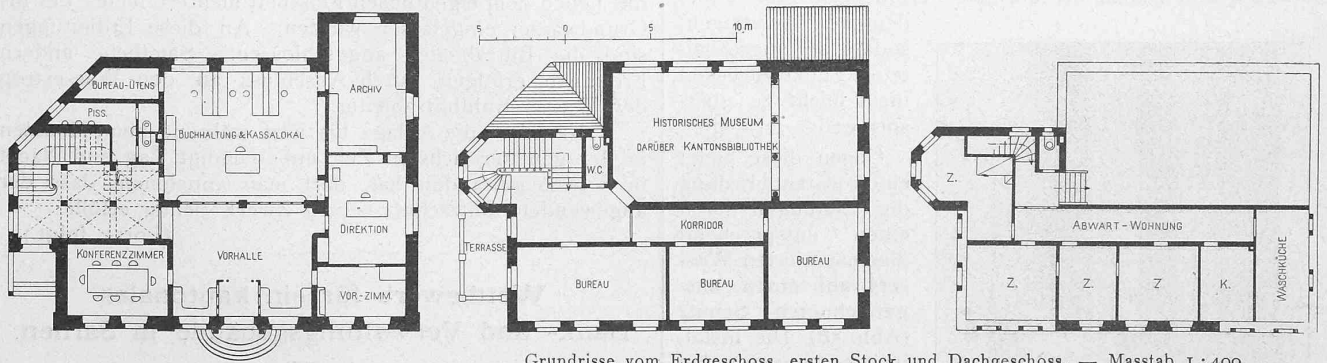 5 0 5 10 m
BUREAU-UTENS
PISS.
BUCHHALTUNG & KASSALOKAL
ARCHIV
DIREKTION
KONFERENZZIMMER
VORHALLE
VOR-ZIMM.
HISTORISCHES MUSEUM
DARÜBER KANTONSBIBLIOTHEK
W.C.
TERRASSE
KORRIDOR
BUREAU
BUREAU
BUREAU
Z.
ABWART-WOHNUNG
Z.
Z.
Z.
K.
WASCHKÜCHE
Grundrisse vom Erdgeschoss, ersten Stock und Dachgeschoss. — Masstab 1 : 400